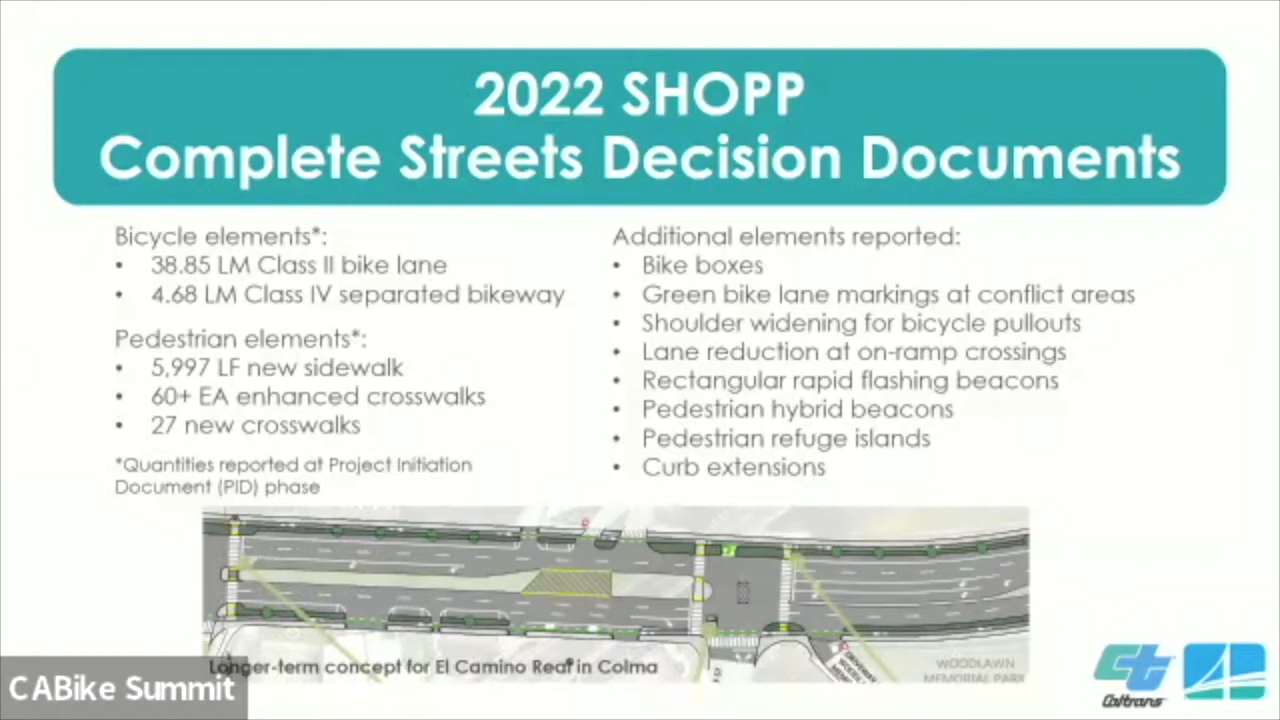 2022 SHOPP
Complete Streets Decision Documents
Bicycle elements*:
• 38.85 LM Class II bike lane
• 4.68 LM Class IV separated bikeway
Pedestrian elements*:
• 5,997 LF new sidewalk
• 60+ EA enhanced crosswalks
• 27 new crosswalks
*Quantities reported at Project Initiation
Document (PID) phase
Additional elements reported:
• Bike boxes
• Green bike lane markings at conflict areas
• Shoulder widening for bicycle pullouts
• Lane reduction at on-ramp crossings
• Rectangular rapid flashing beacons
• Pedestrian hybrid beacons
• Pedestrian refuge islands
• Curb extensions
Longer-term concept for El Camino Real in Colma
WOODLAWN
MEMORIAL PARK
CABike Summit
ct
Caltrans